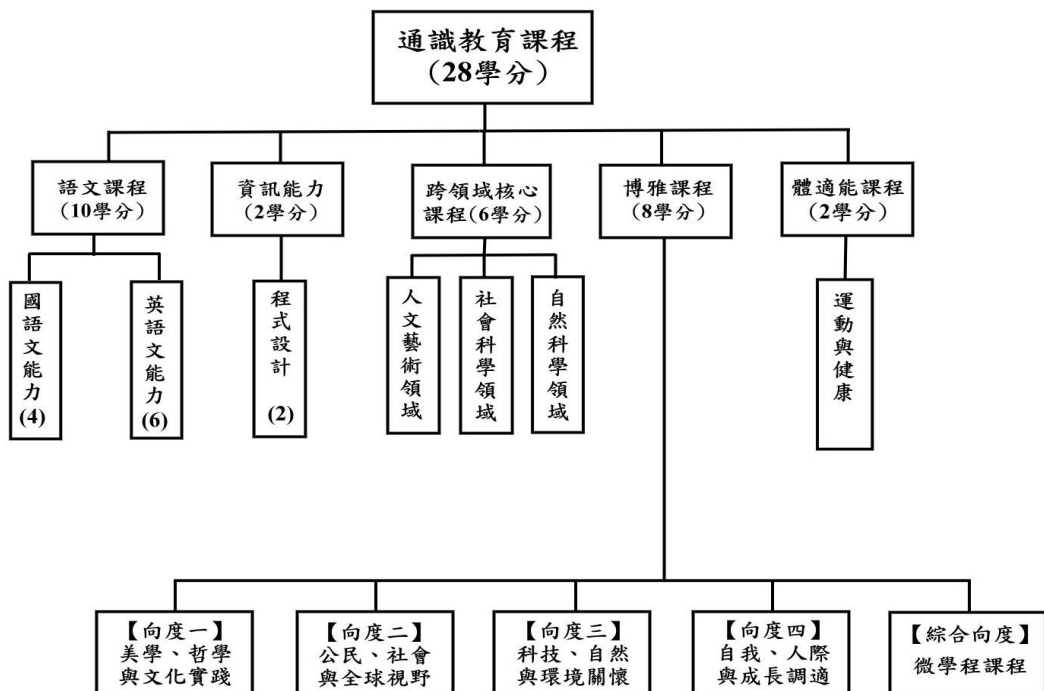 通識教育課程
(28學分)
語文課程
(10學分)
資訊能力
(2學分)
跨領域核心
課程(6學分)
博雅課程
(8學分)
體適能課程
(2學分)
國語文能力
(4)
英語文能力
(6)
程式設計
(2)
人文藝術領域
社會科學領域
自然科學領域
運動與健康
【向度一】
美學、哲學
與文化實踐
【向度二】
公民、社會
與全球視野
【向度三】
科技、自然
與環境關懷
【向度四】
自我、人際
與成長調適
【綜合向度】
微學程課程